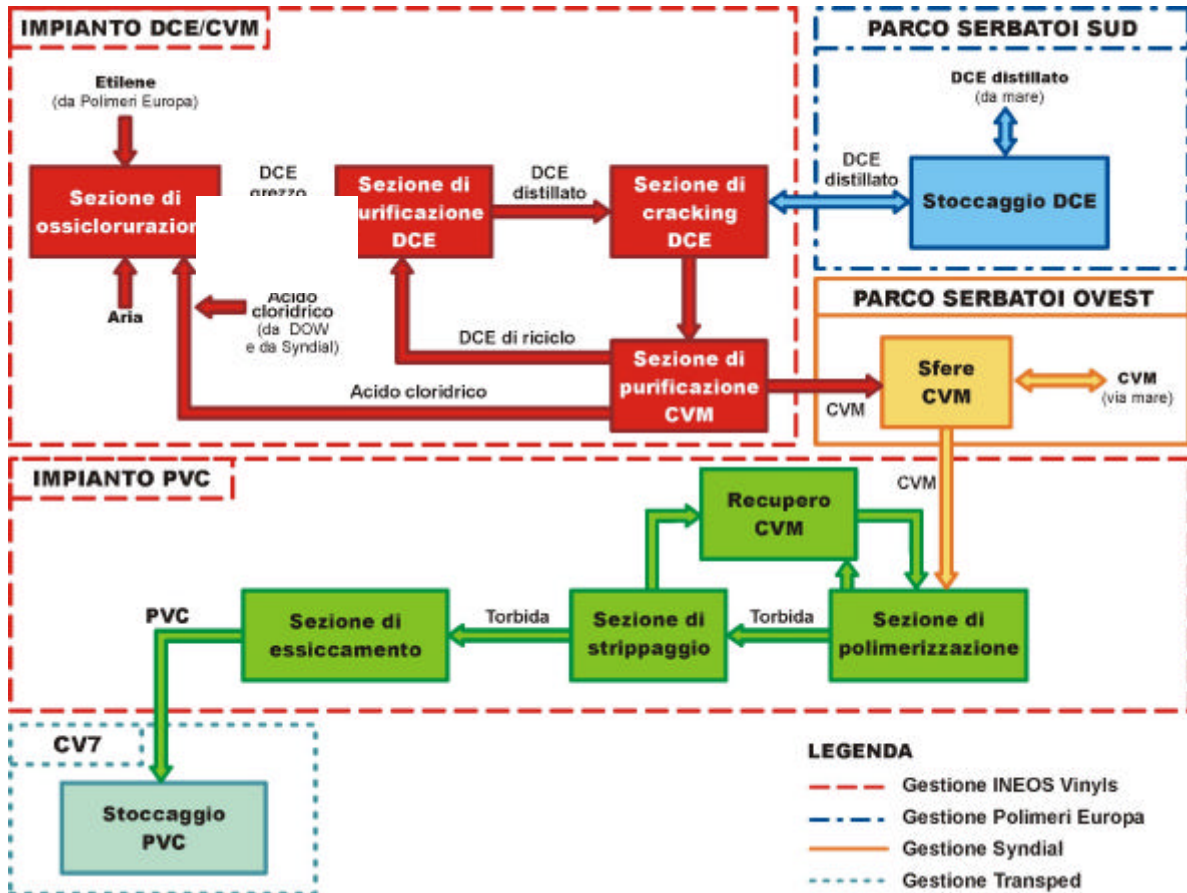 IMPIANTO DCE/CVM
PARCO SERBATOI SUD
Etilene
(da Polimeri Europa)
DCE distillato
(da mare)
Sezione di
DCE
Sezione di
DCE
DCE
distillato
Sezione di
cracking
DCE
DCE
distillato
Stoccaggio DCE
Aria
cloridrico
(da DOW
e da Syndial)
DCE di riciclo
Acido cloridrico
Sezione di
purificazione
CVM
CVM
PARCO SERBATOI OVEST
Sfere
CVM
CVM
(via mare)
IMPIANTO PVC
CVM
Recupero
CVM
PVC
Sezione di
essiccamento
Torbida
Sezione di
strippaggio
Torbida
Sezione di
polimerizzazione
CV7
Stoccaggio
PVC
LEGENDA
Gestione INEOS Vinyls
Gestione Polimeri Europa
Gestione Syndial
Gestione Transped